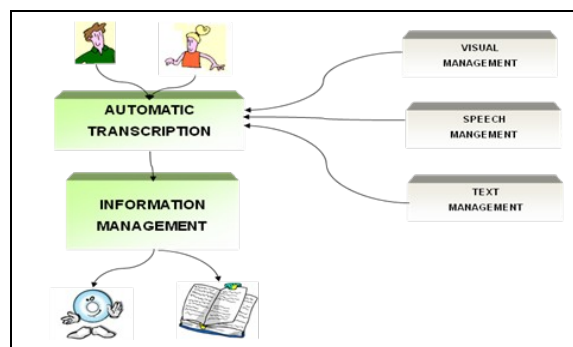 VISUAL
MANAGEMENT
AUTOMATIC
TRANSCRIPTION
SPEECH
MANGEMENT
TEXT
MANAGEMENT
INFORMATION
MANAGEMENT